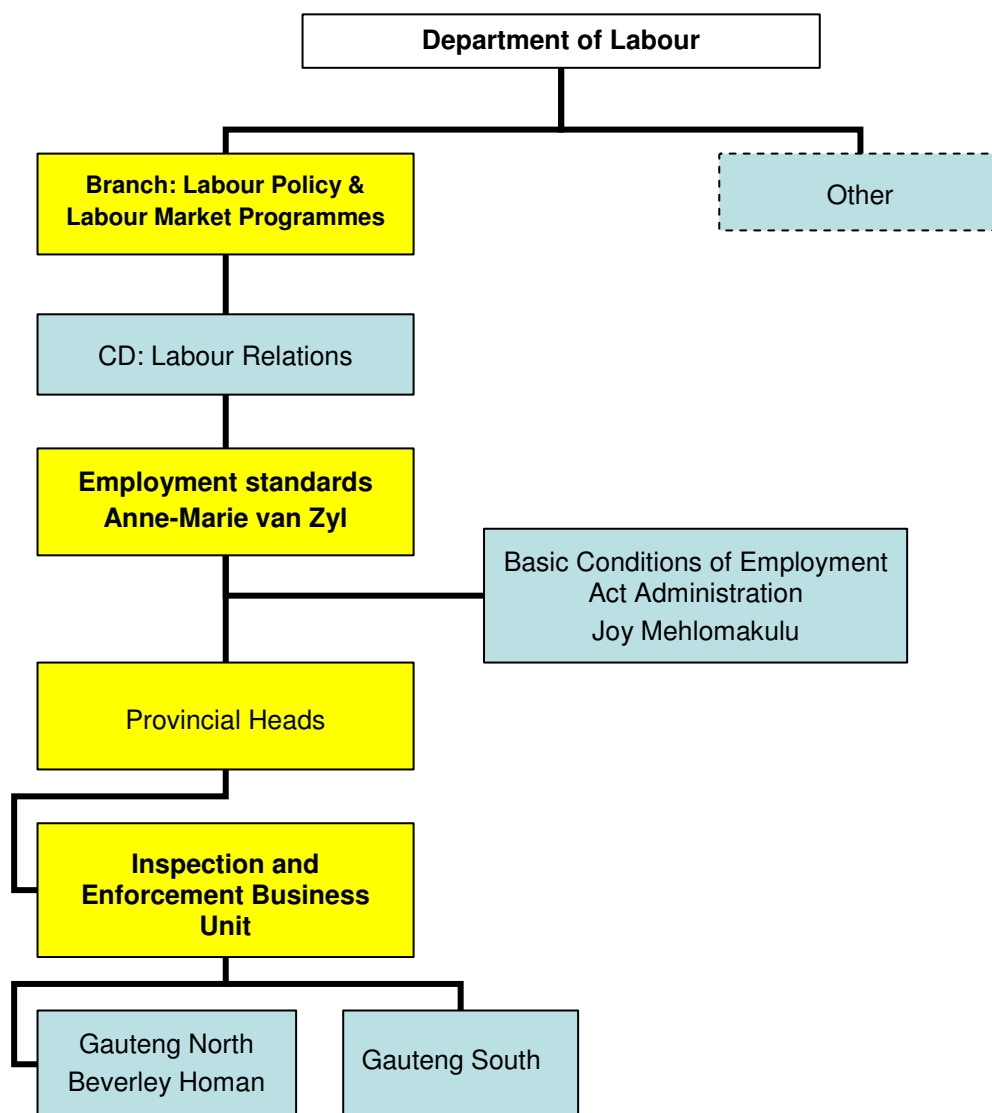 Department of Labour
Branch: Labour Policy &
Labour Market Programmes
Other
CD: Labour Relations
Employment standards
Anne-Marie van Zyl
Basic Conditions of Employment
Act Administration
Joy Mehlomakulu
Provincial Heads
Inspection and
Enforcement Business
Unit
Gauteng North
Beverley Homan
Gauteng South